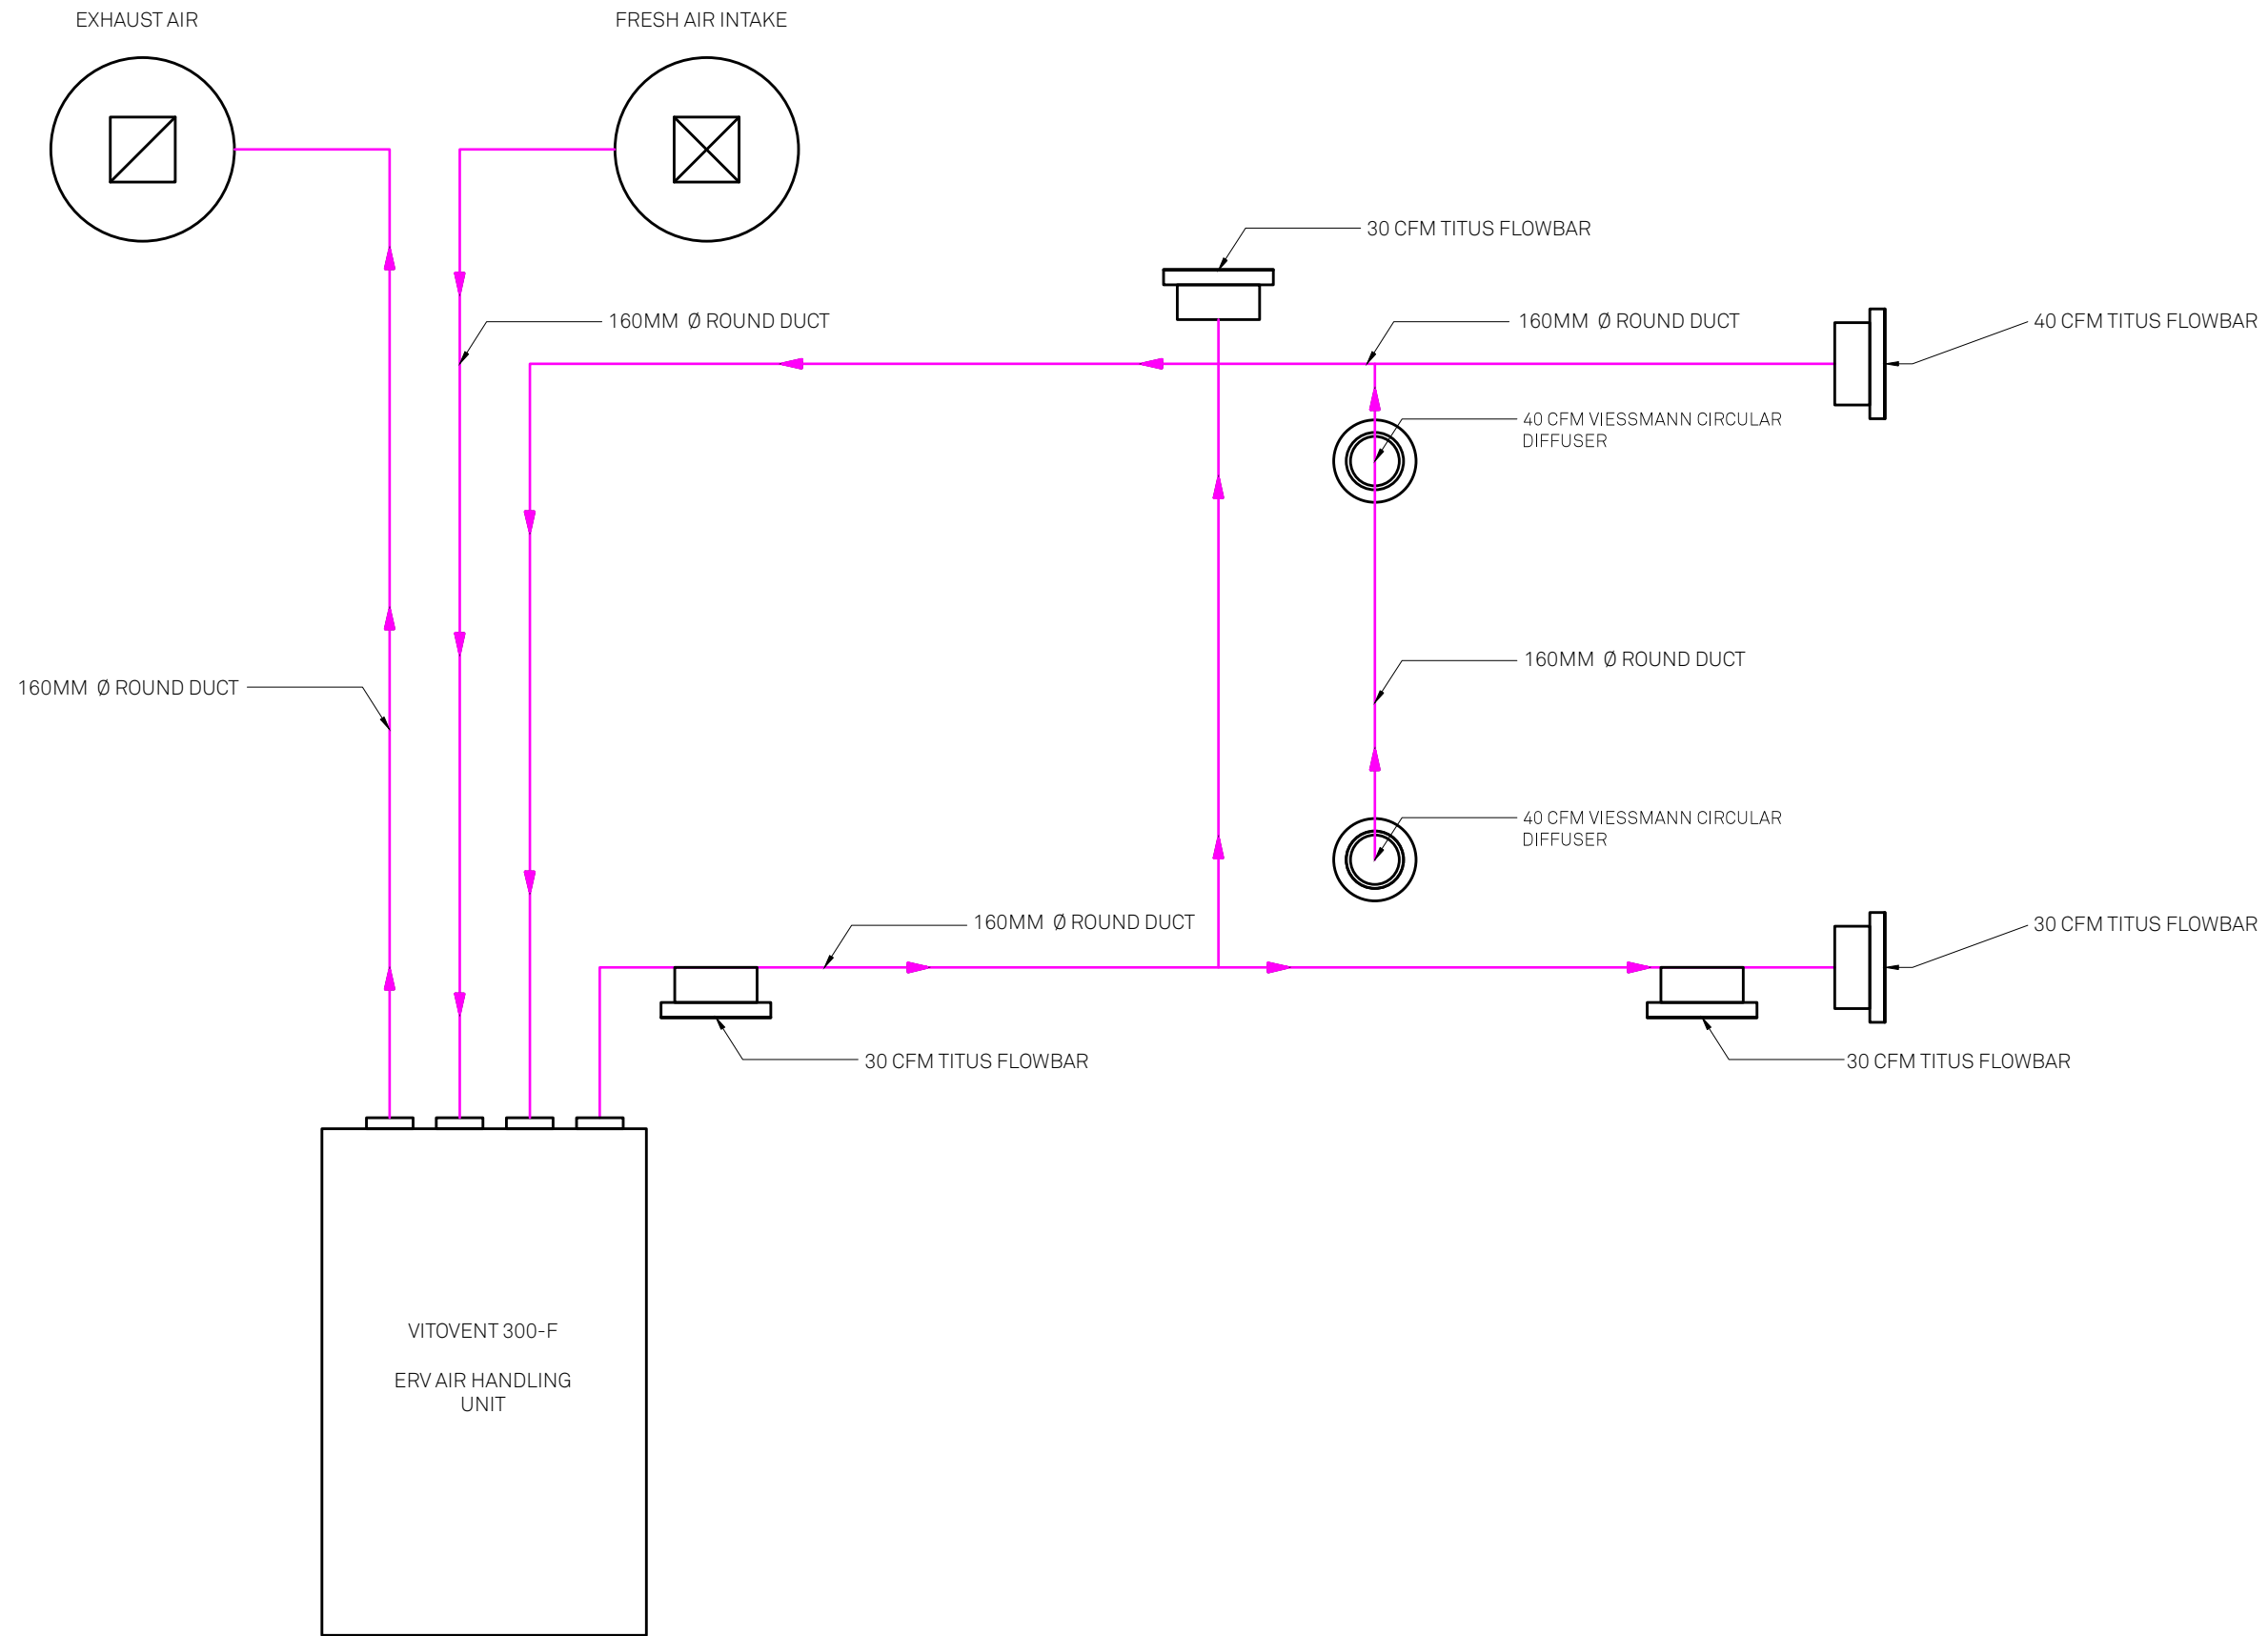 EXHAUST AIR
FRESH AIR INTAKE
30 CFM TITUS FLOWBAR
160MM Ø ROUND DUCT
160MM Ø ROUND DUCT
40 CFM TITUS FLOWBAR
40 CFM VIESSMANN CIRCULAR
DIFFUSER
160MM Ø ROUND DUCT
160MM Ø ROUND DUCT
40 CFM VIESSMANN CIRCULAR
DIFFUSER
160MM Ø ROUND DUCT
30 CFM TITUS FLOWBAR
30 CFM TITUS FLOWBAR
30 CFM TITUS FLOWBAR
VITOVENT 300-F
ERV AIR HANDLING
UNIT